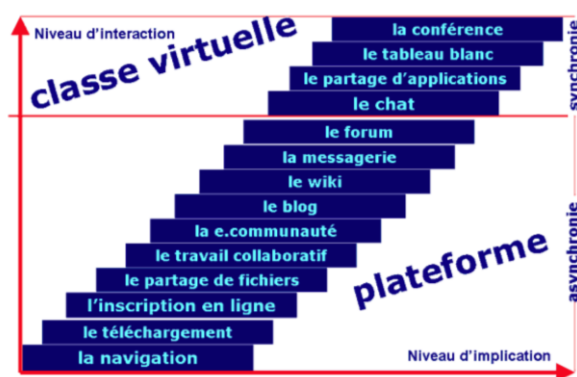 Niveau d'interaction
classe virtuelle
la conférence
le tableau blanc
le partage d'applications
le chat
synchronie
le forum
la messagerie
le wiki
le blog
la e.communauté
le travail collaboratif
le partage de fichiers
l'inscription en ligne
le téléchargement
la navigation
plateforme
asynchronie
Niveau d'implication